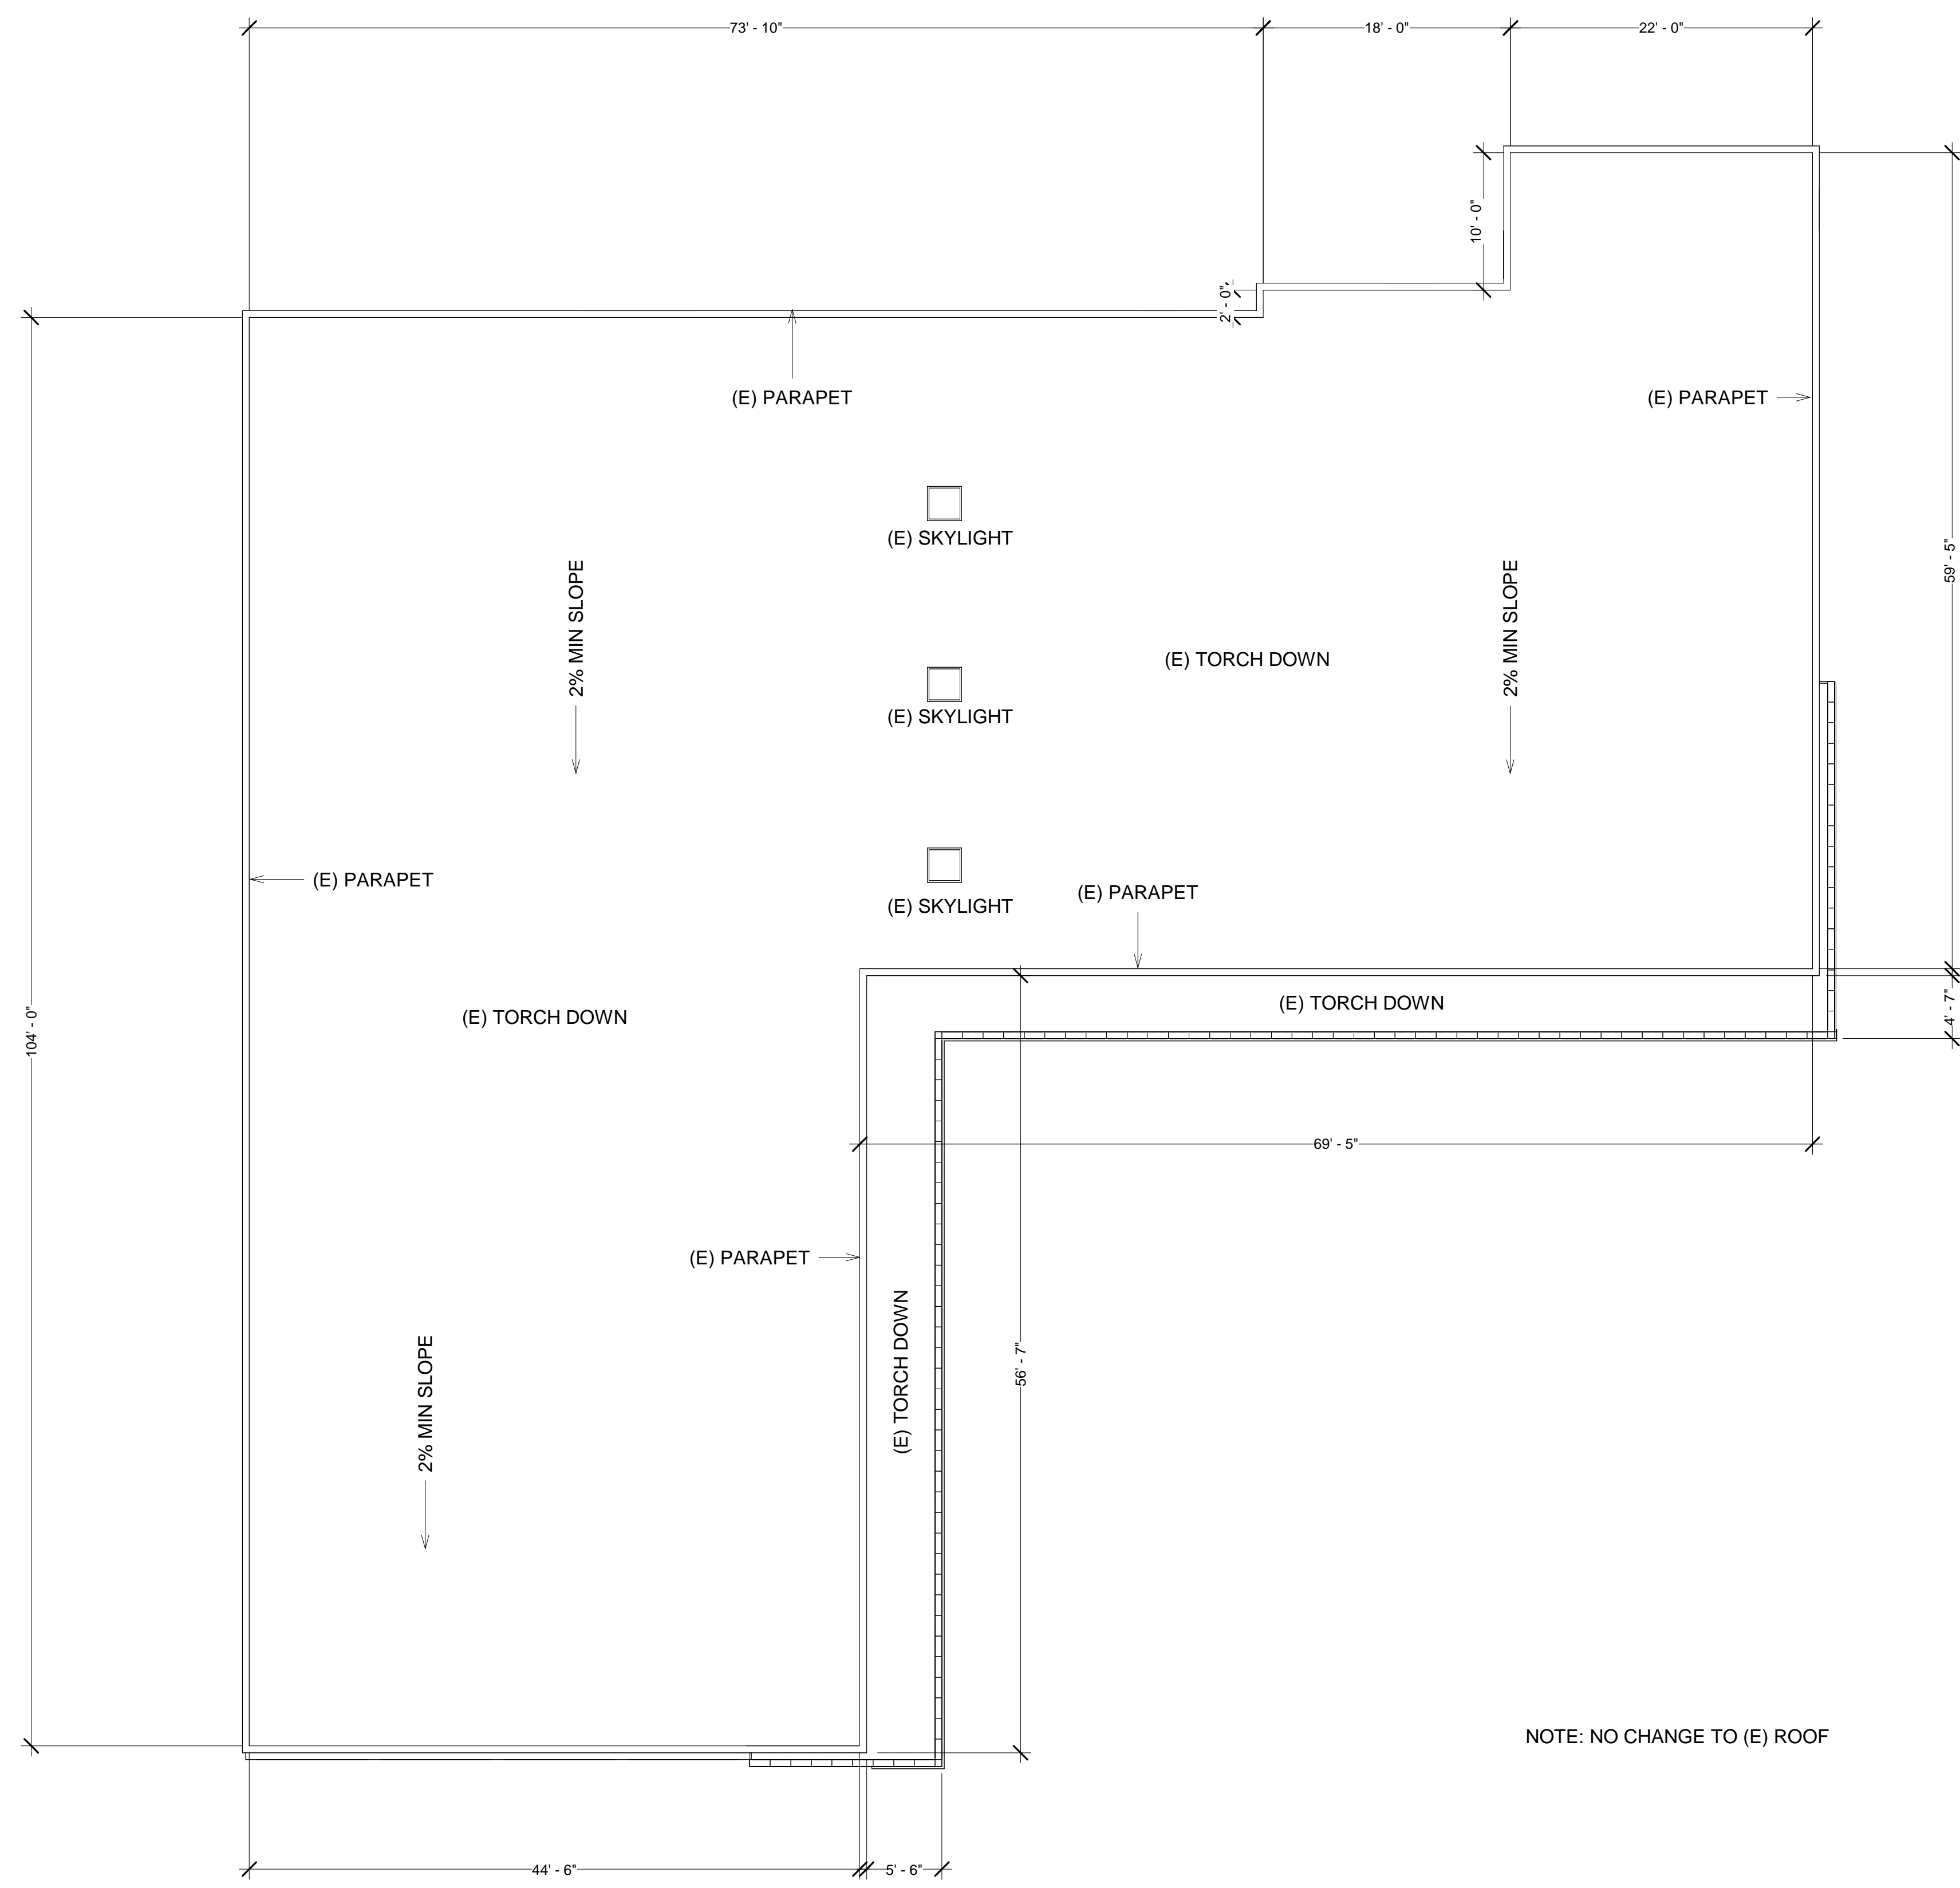 73' - 10"
18' - 0"
22' - 0"
10' - 0"
2' - 0"
(E) PARAPET
(E) PARAPET
(E) SKYLIGHT
59' - 5"
2% MIN SLOPE
2% MIN SLOPE
(E) TORCH DOWN
(E) SKYLIGHT
(E) PARAPET
(E) PARAPET
(E) SKYLIGHT
(E) TORCH DOWN
4' - 7"
(E) TORCH DOWN
104' - 0"
69' - 5"
(E) PARAPET
(E) TORCH DOWN
56' - 7"
2% MIN SLOPE
NOTE: NO CHANGE TO (E) ROOF
44' - 6"
5' - 6"